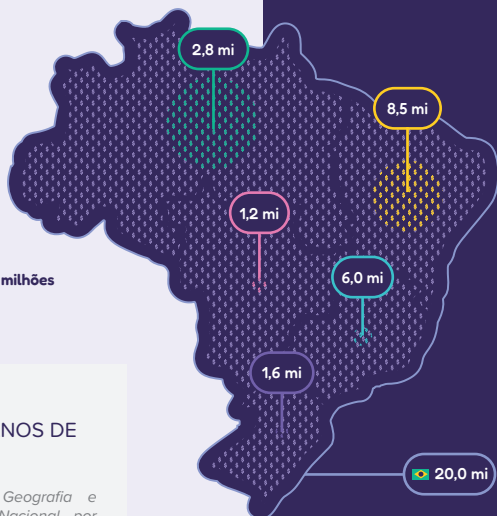 2,8 mi
8,5 mi
1,2 mi
milhões
6,0 mi
1,6 mi
NOS DE
20,0 mi
Geografia e
Nacional por